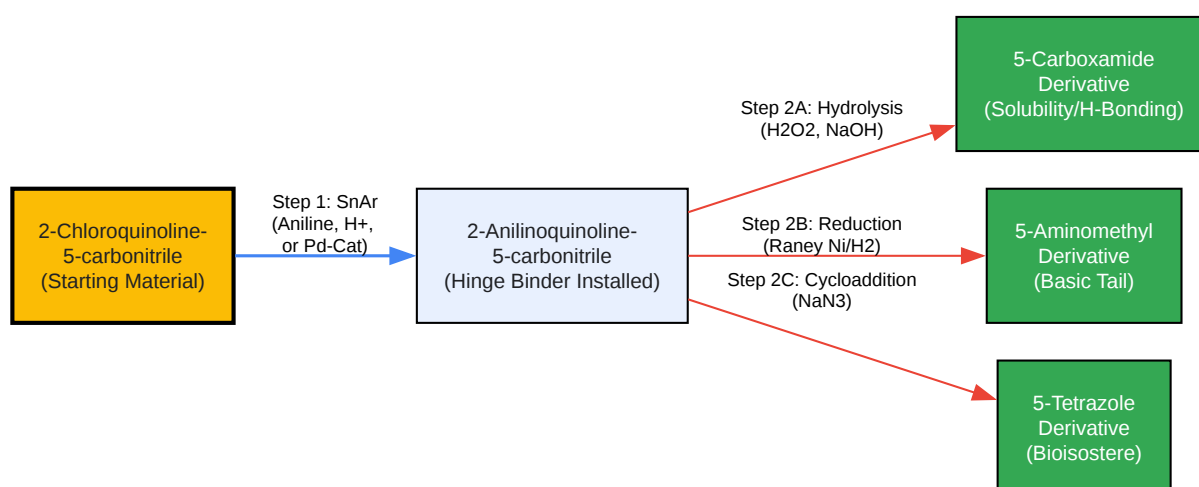 2-Chloroquinoline-
5-carbonitrile
(Starting Material)
Step 1: SnAr
(Aniline, H+,
or Pd-Cat)
2-Anilinoquinoline-
5-carbonitrile
(Hinge Binder Installed)
Step 2A: Hydrolysis
(H2O2, NaOH)
5-Carboxamide
Derivative
(Solubility/H-Bonding)
Step 2B: Reduction
(Raney Ni/H2)
5-Aminomethyl
Derivative
(Basic Tail)
Step 2C: Cycloaddition
(NaN3)
5-Tetrazole
Derivative
(Bioisostere)